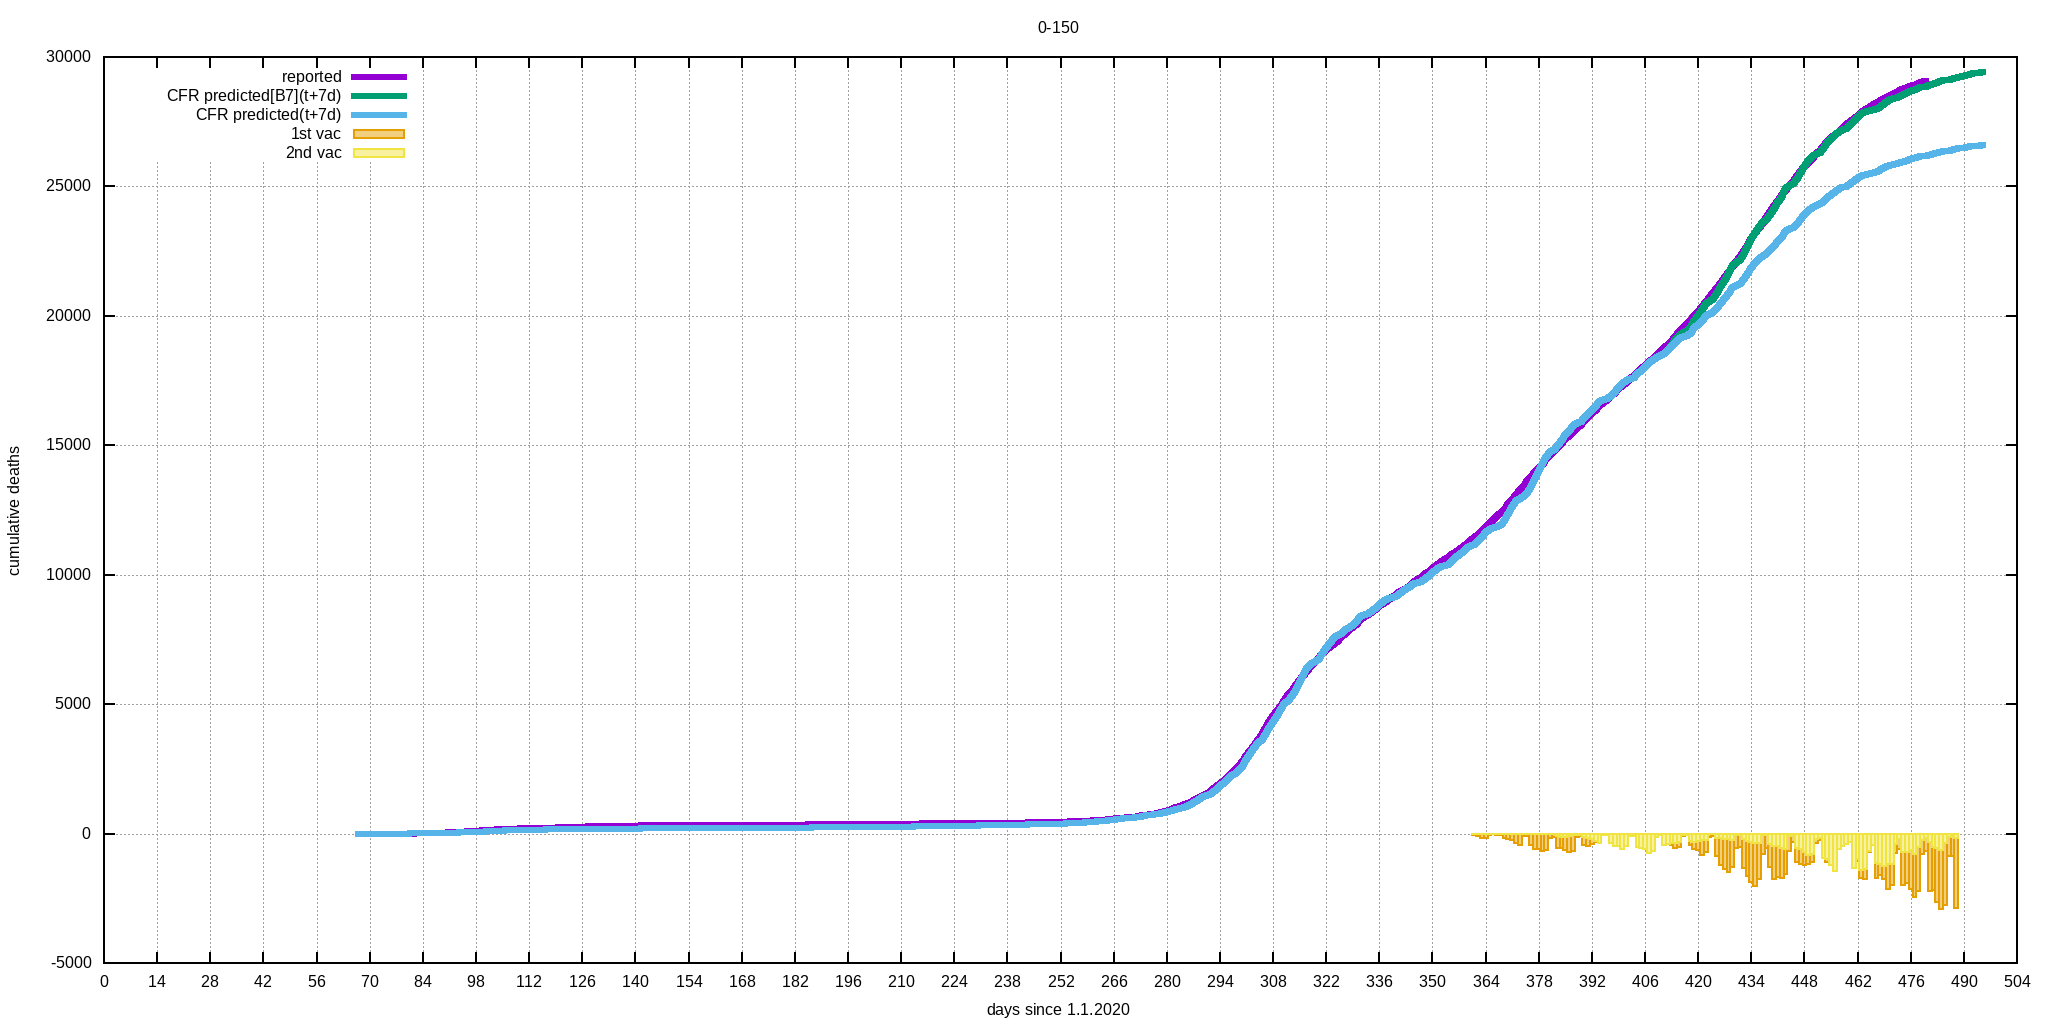 0-150
30000
25000
20000
15000
10000
5000
0
-5000
cumulative deaths
reported
CFR predicted[B7](t+7d)
CFR predicted(t+7d)
1st vac
2nd vac
0 14 28 42 56 70 84 98 112 126 140 154 168 182 196 210 224 238 252 266 280 294 308 322 336 350 364 378 392 406 420 434 448 462 476 490 504
days since 1.1.2020